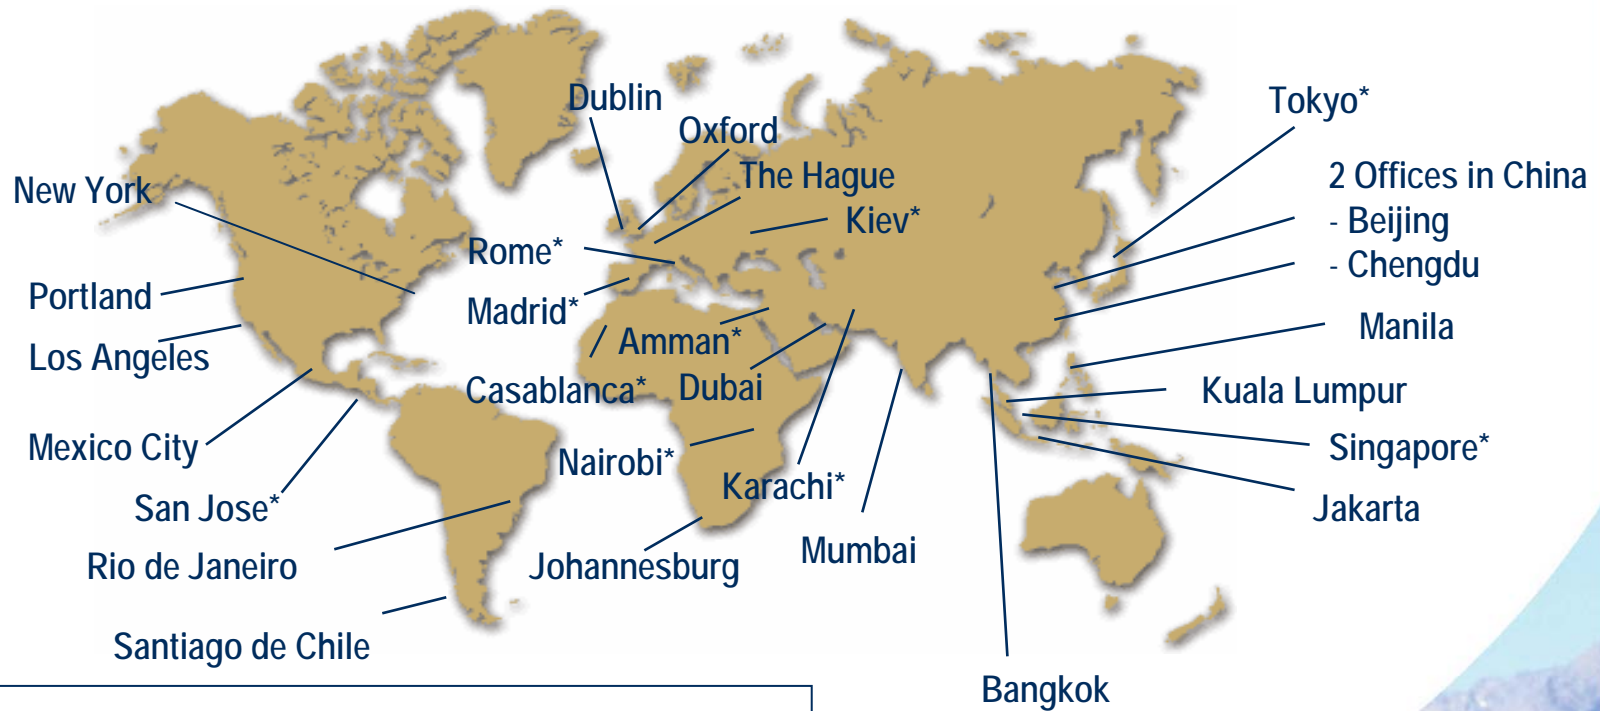 Dublin
Oxford
Tokyo*
The Hague
2 Offices in China
New York
- Beijing
Kiev*
Rome*
- Chengdu
Portland
Madrid*
Manila
Amman*
Los Angeles
Casablanca*
Dubai
Kuala Lumpur
Mexico City
Singapore*
Nairobi*
Karachi*
San Jose*
Jakarta
Mumbai
Rio de Janeiro
Johannesburg
Santiago de Chile
Bangkok